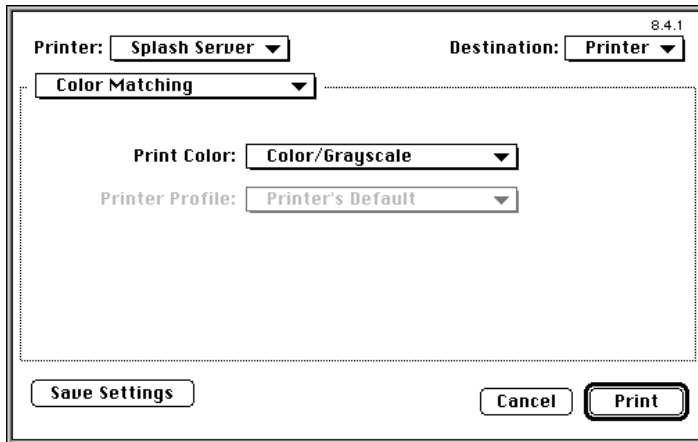 8.4.1
Printer: Splash Server Destination: Printer
Color Matching
Print Color: Color/Grayscale
Printer Profile: Printer's Default
Save Settings Cancel Print